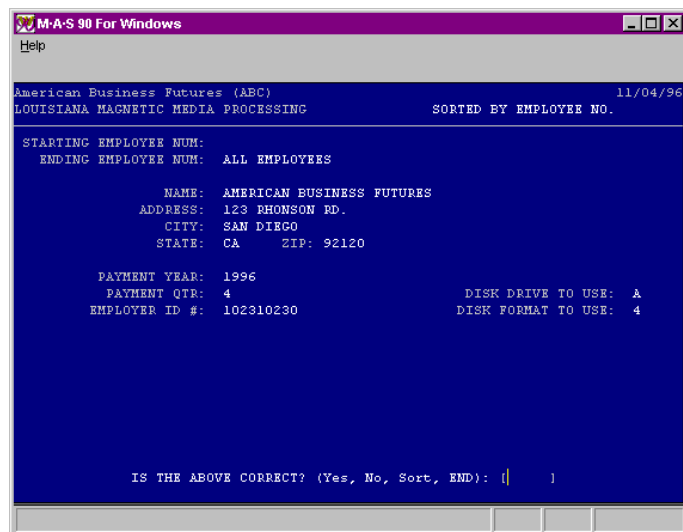 M·A·S 90 For Windows
Help
American Business Futures (ABC) 11/04/96
LOUISIANA MAGNETIC MEDIA PROCESSING SORTED BY EMPLOYEE NO.
STARTING EMPLOYEE NUM:
ENDING EMPLOYEE NUM: ALL EMPLOYEES
NAME: AMERICAN BUSINESS FUTURES
ADDRESS: 123 RHONSON RD.
CITY: SAN DIEGO
STATE: CA ZIP: 92120
PAYMENT YEAR: 1996
PAYMENT QTR: 4 DISK DRIVE TO USE: A
EMPLOYER ID #: 102310230 DISK FORMAT TO USE: 4
IS THE ABOVE CORRECT? (Yes, No, Sort, END): [ ]